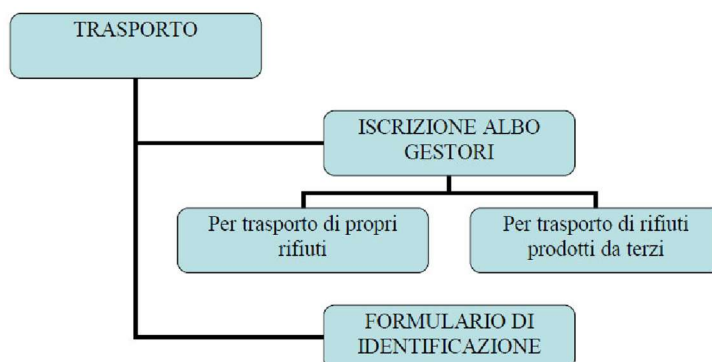 TRASPORTO
ISCRIZIONE ALBO
GESTORI
Per trasporto di propri
rifiuti
Per trasporto di rifiuti
prodotti da terzi
FORMULARIO DI
IDENTIFICAZIONE